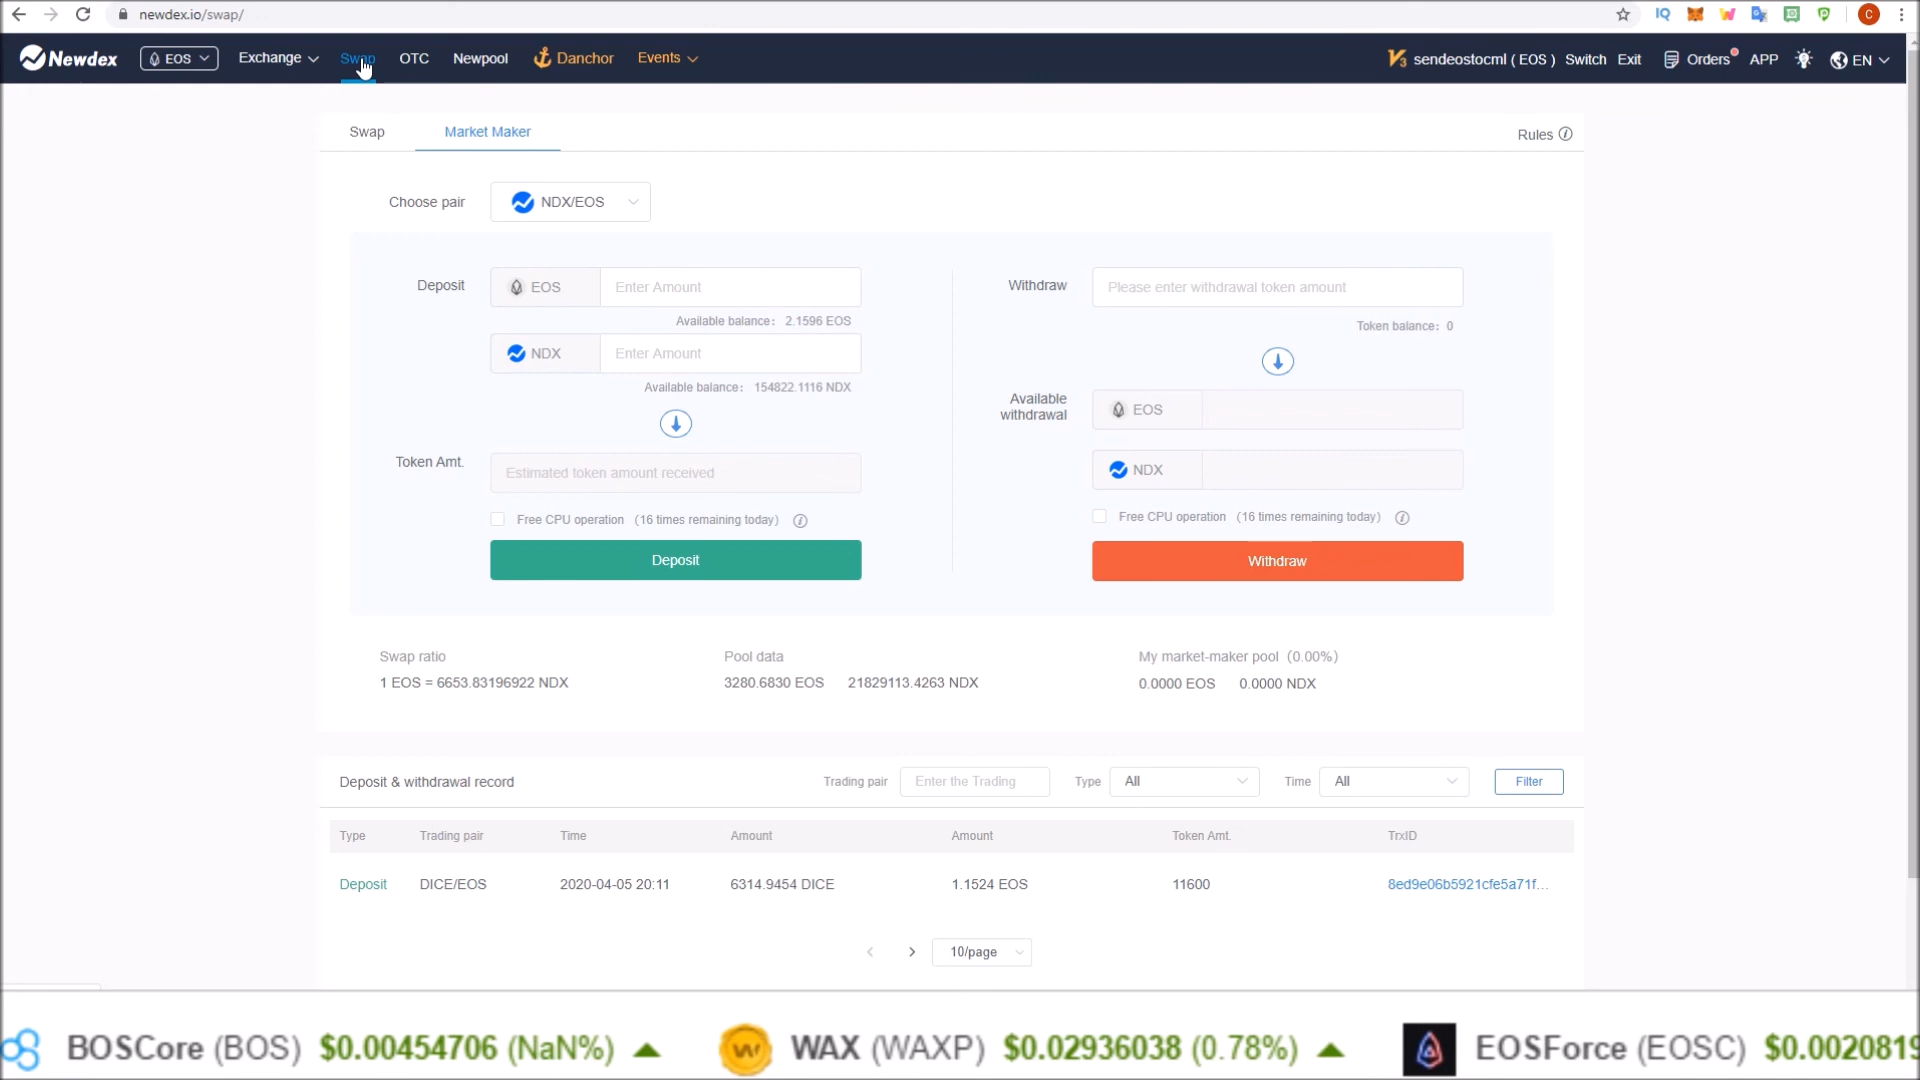 newdex.io/swap/
Newdex EOS Exchange Swap OTC Newpool Danchor Events sendeostocml ( EOS ) Switch Exit Orders APP EN
Swap Market Maker Rules
Choose pair NDX/EOS
Deposit EOS Enter Amount
Available balance: 2.1596 EOS
NDX Enter Amount
Available balance: 154822.1116 NDX
Token Amt. Estimated token amount received
Free CPU operation (16 times remaining today)
Deposit
Withdraw Please enter withdrawal token amount
Token balance: 0
Available
withdrawal
EOS
NDX
Free CPU operation (16 times remaining today)
Withdraw
Swap ratio
1 EOS = 6653.83196922 NDX
Pool data
3280.6830 EOS 21829113.4263 NDX
My market-maker pool (0.00%)
0.0000 EOS 0.0000 NDX
Deposit & withdrawal record Trading pair Enter the Trading Type All Time All Filter
Type Trading pair Time Amount Amount Token Amt. TrxID
Deposit DICE/EOS 2020-04-05 20:11 6314.9454 DICE 1.1524 EOS 11600 8ed9e06b5921cfe5a71f...
10/page
BOSCore (BOS) $0.00454706 (NaN%) WAX (WAXP) $0.02936038 (0.78%) EOSForce (EOSC) $0.0020819